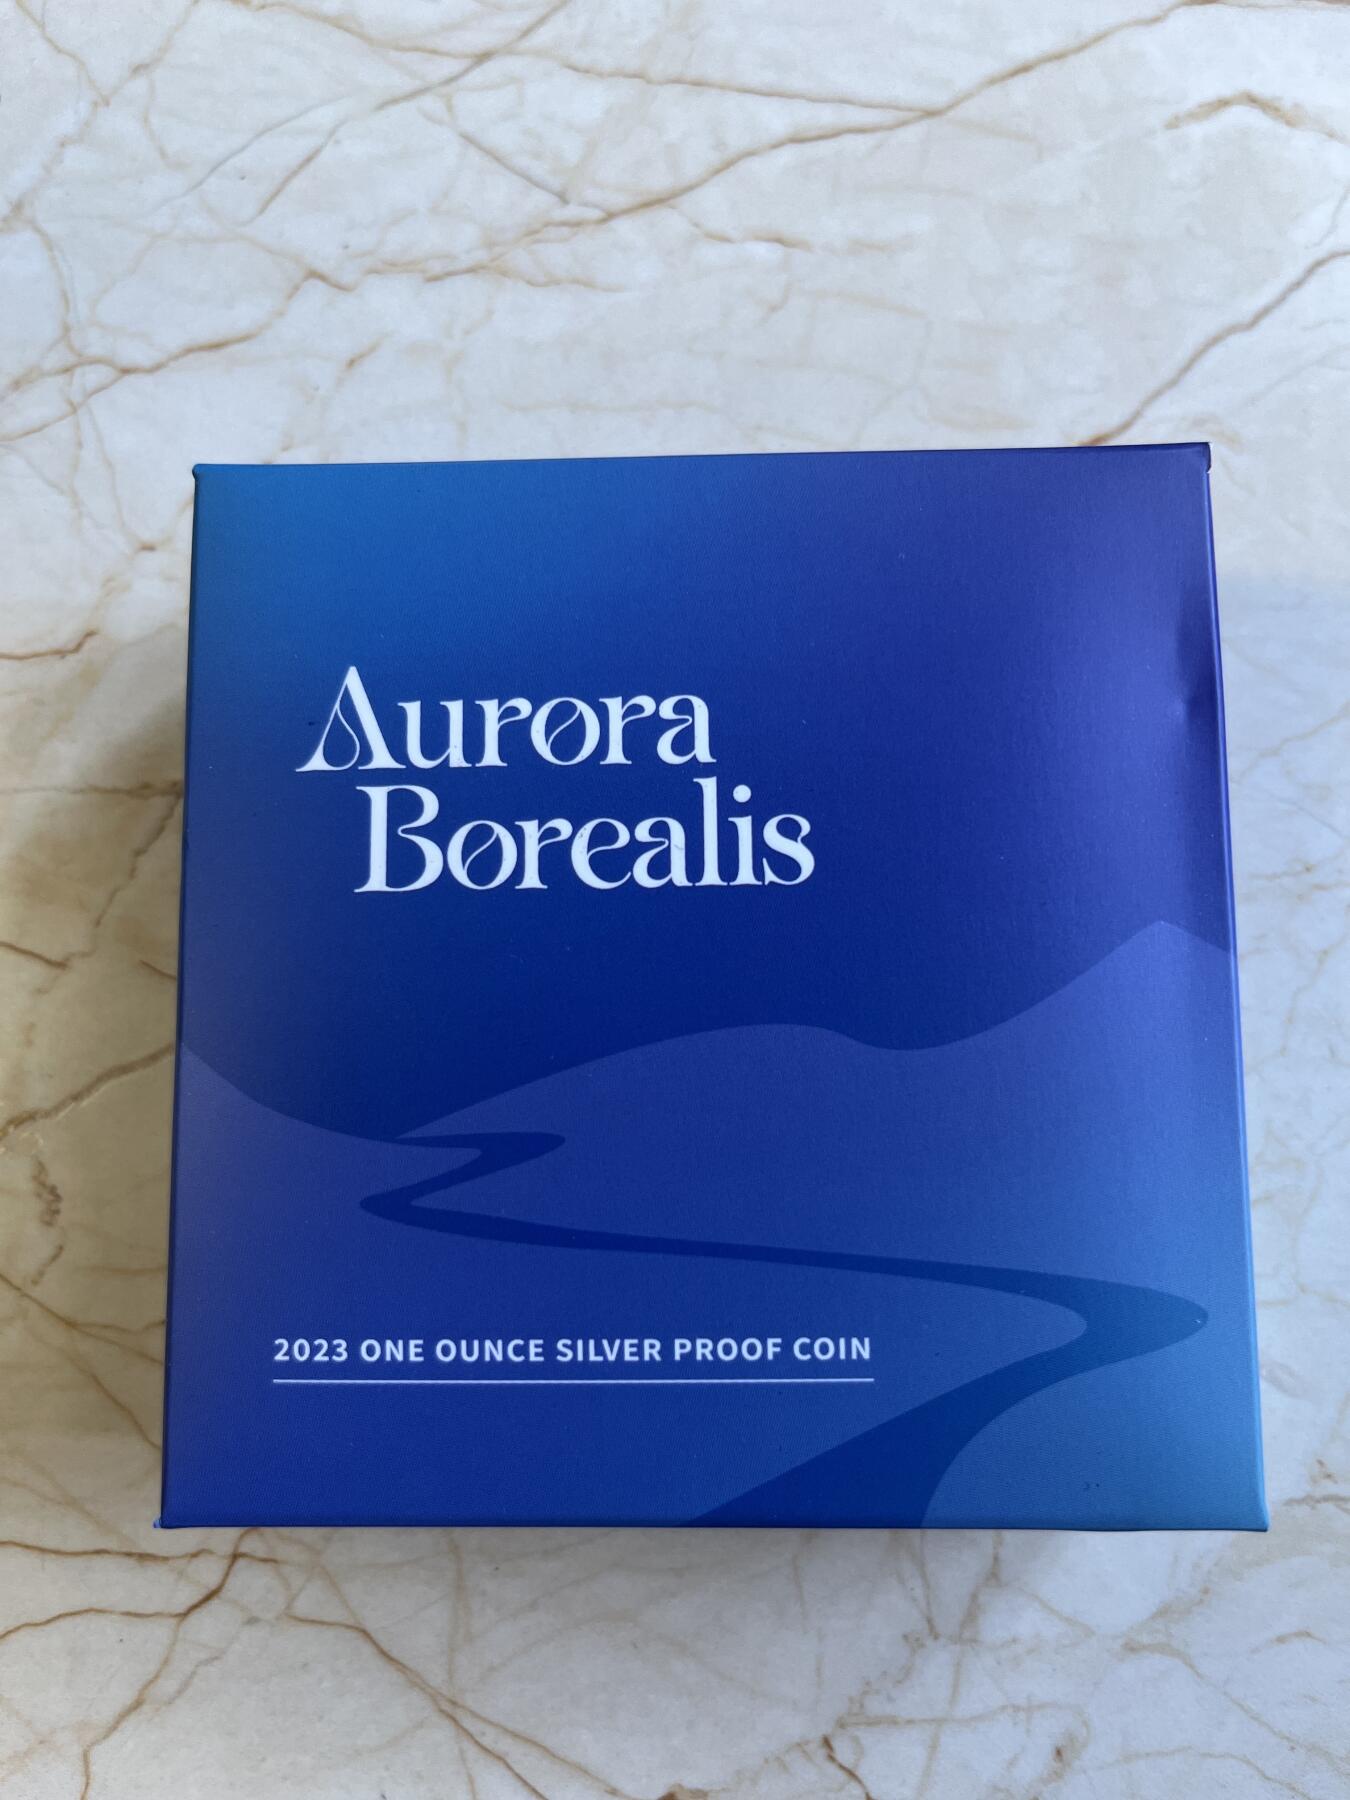 Aurora
Borealis
2023 ONE OUNCE SILVER PROOF COIN